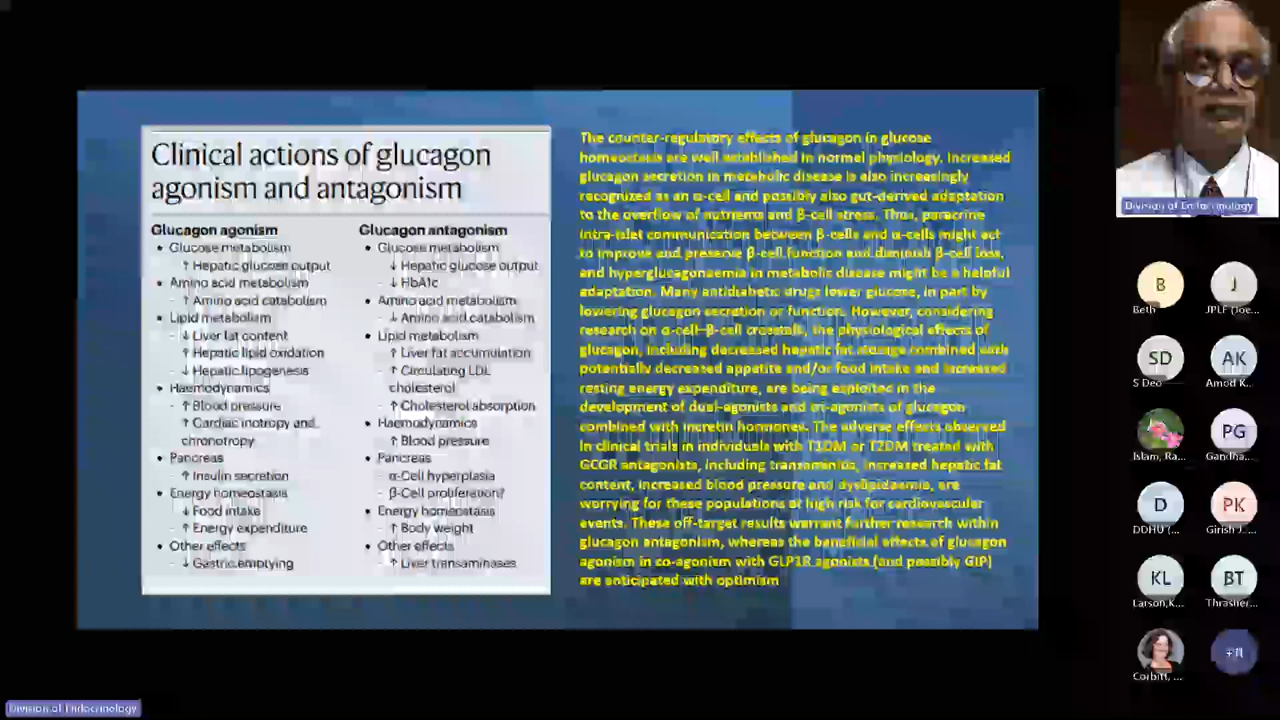 Clinical actions of glucagon
agonism and antagonism
Glucagon agonism
• Glucose metabolism
- ↑ Hepatic glucose output
• Amino acid metabolism
- ↑ Amino acid catabolism
• Lipid metabolism
- ↓ Liver fat content
- ↑ Hepatic lipid oxidation
- ↓ Hepatic lipogenesis
• Haemodynamics
- ↑ Blood pressure
- ↑ Cardiac inotropy and
chronotropy
• Pancreas
- ↑ Insulin secretion
• Energy homeostasis
- ↓ Food intake
- ↑ Energy expenditure
• Other effects
- ↓ Gastric emptying
Glucagon antagonism
• Glucose metabolism
- ↓ Hepatic glucose output
- ↓ HbA1c
• Amino acid metabolism
- ↓ Amino acid catabolism
• Lipid metabolism
- ↑ Liver fat accumulation
- ↑ Circulating LDL
cholesterol
- ↑ Cholesterol absorption
• Haemodynamics
- ↑ Blood pressure
• Pancreas
- α-Cell hyperplasia
- β-Cell proliferation?
• Energy homeostasis
- ↑ Body weight
• Other effects
- ↑ Liver transaminases
The counter-regulatory effects of glucagon in glucose
homeostasis are well established in normal physiology. Increased
glucagon secretion in metabolic disease is also increasingly
recognized as an α-cell and possibly also gut-derived adaptation
to the overflow of nutrients and β-cell stress. Thus, paracrine
intra-islet communication between β-cells and α-cells might act
to improve and preserve β-cell function and diminish β-cell loss,
and hyperglucagonaemia in metabolic disease might be a helpful
adaptation. Many antidiabetic drugs lower glucose, in part by
lowering glucagon secretion or function. However, considering
research on α-cell–β-cell crosstalk, the physiological effects of
glucagon, including decreased hepatic fat storage combined with
potentially decreased appetite and/or food intake and increased
resting energy expenditure, are being exploited in the
development of dual-agonists and tri-agonists of glucagon
combined with incretin hormones. The adverse effects observed
in clinical trials in individuals with T1DM or T2DM treated with
GCGR antagonists, including transaminitis, increased hepatic fat
content, increased blood pressure and dyslipidaemia, are
worrying for these populations at high risk for cardiovascular
events. These off-target results warrant further research within
glucagon antagonism, whereas the beneficial effects of glucagon
agonism in co-agonism with GLP1R agonists (and possibly GIP)
are anticipated with optimism
Division of Endocrinology
B
J
Beth
JPLF (Joe...
SD
AK
S Deo
Amod K...
PG
Islam, Ra...
Gandha...
D
PK
DDHU (...
Girish J...
KL
BT
Larson,K...
Thrasher...
+11
Corbitt, ...
Division of Endocrinology